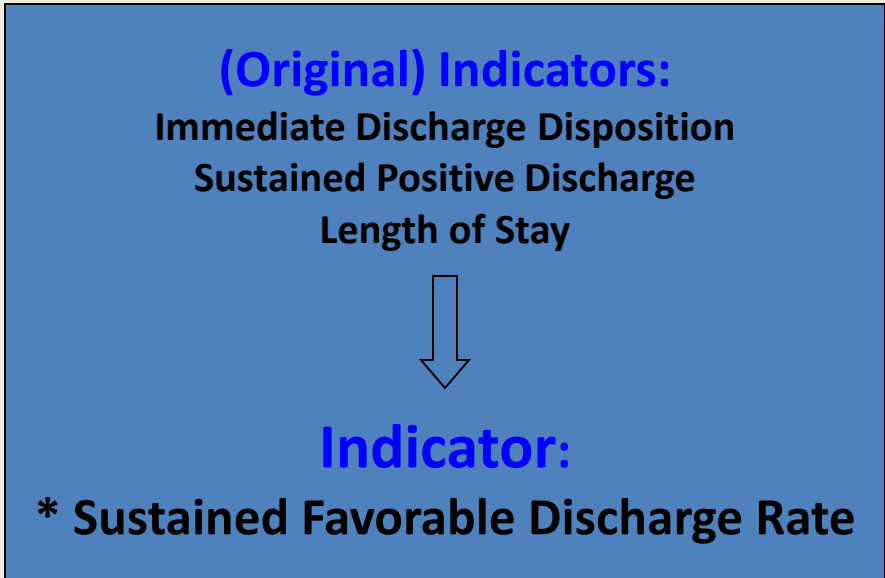 (Original) Indicators:
Immediate Discharge Disposition
Sustained Positive Discharge
Length of Stay
Indicator:
* Sustained Favorable Discharge Rate